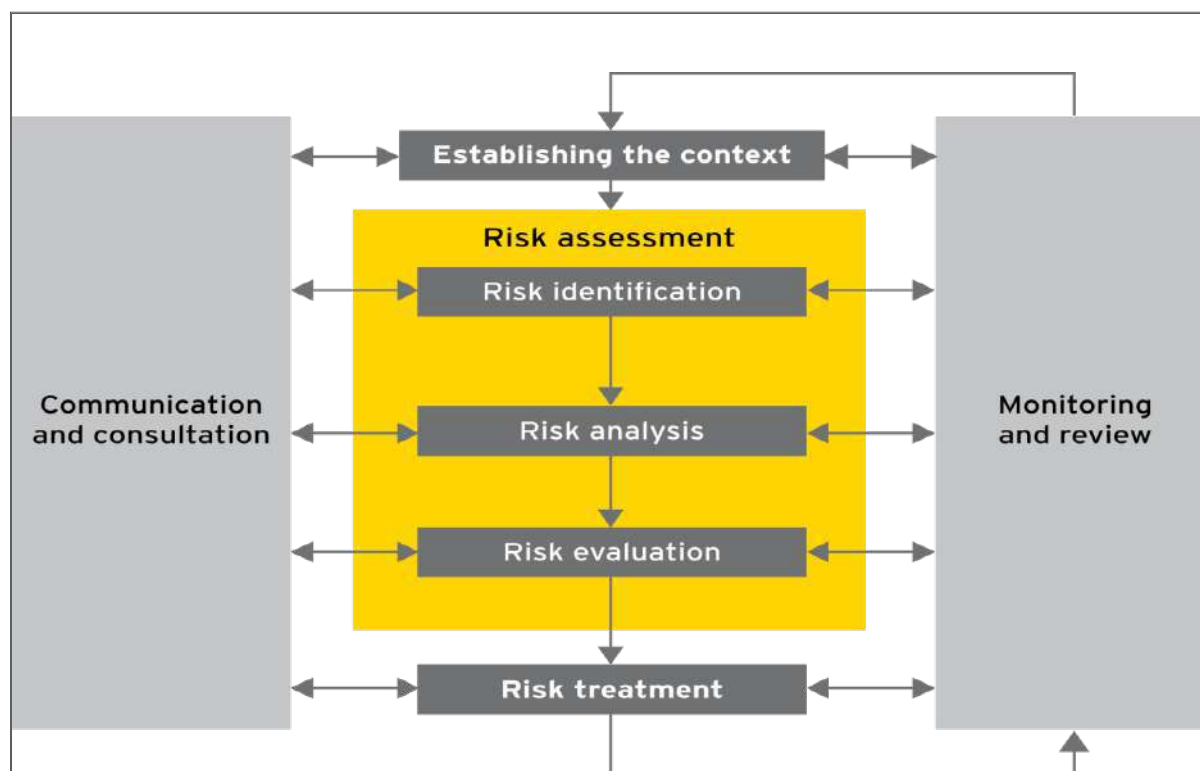 Establishing the context
Risk assessment
Risk identification
Communication
and consultation
Monitoring
and review
Risk analysis
Risk evaluation
Risk treatment